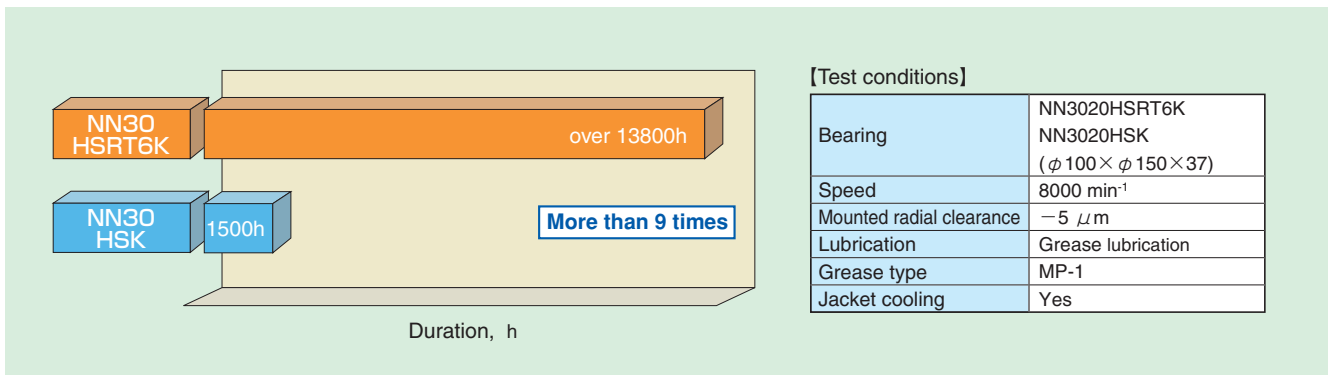 NN30
HSRT6K
over 13800h
NN30
HSK
1500h
More than 9 times
Duration, h
【Test conditions】
Bearing
NN3020HSRT6K
NN3020HSK
(φ100×φ150×37)
Speed 8000 min⁻¹
Mounted radial clearance −5 μm
Lubrication Grease lubrication
Grease type MP-1
Jacket cooling Yes